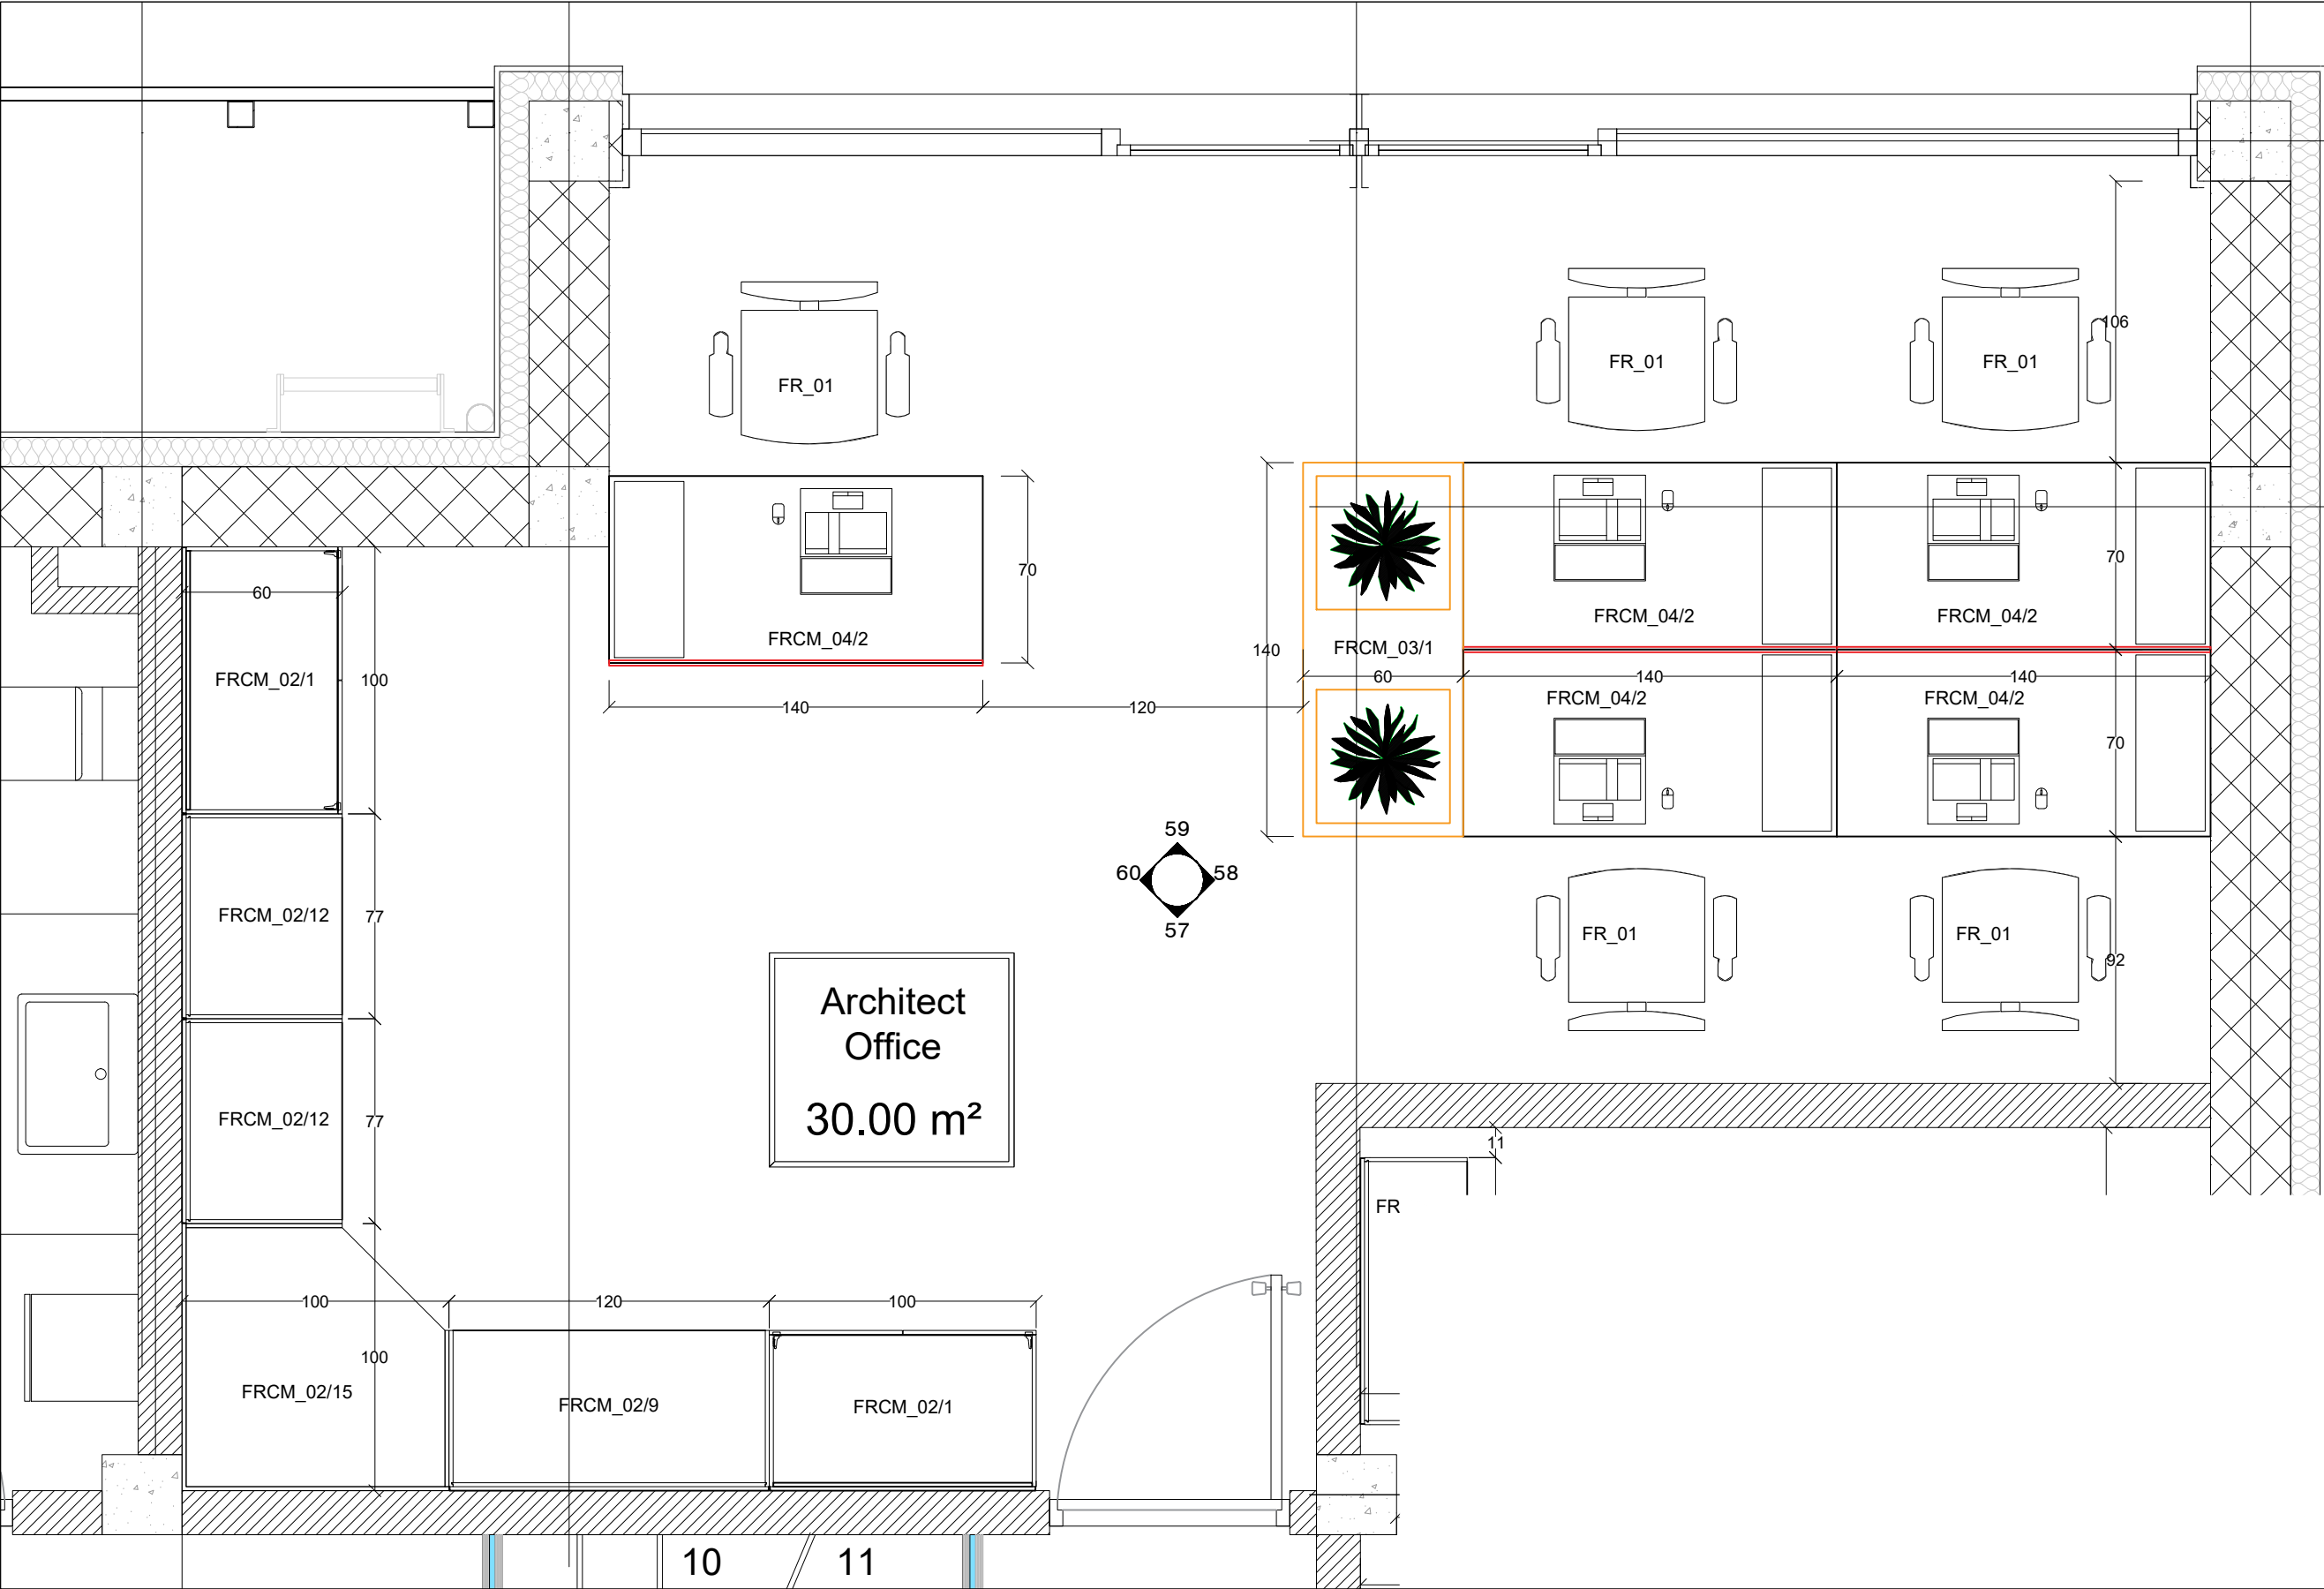 106
FR_01
FR_01
FR_01
70
70
60
FRCM_04/2
FRCM_04/2
FRCM_04/2
FRCM_03/1
140
60
140
140
FRCM_02/1
100
FRCM_04/2
FRCM_04/2
140
120
70
59
60
58
57
FRCM_02/12
77
FR_01
FR_01
92
Architect
Office
30.00 m²
FRCM_02/12
77
11
FR
100
120
100
100
FRCM_02/15
FRCM_02/9
FRCM_02/1
10
11